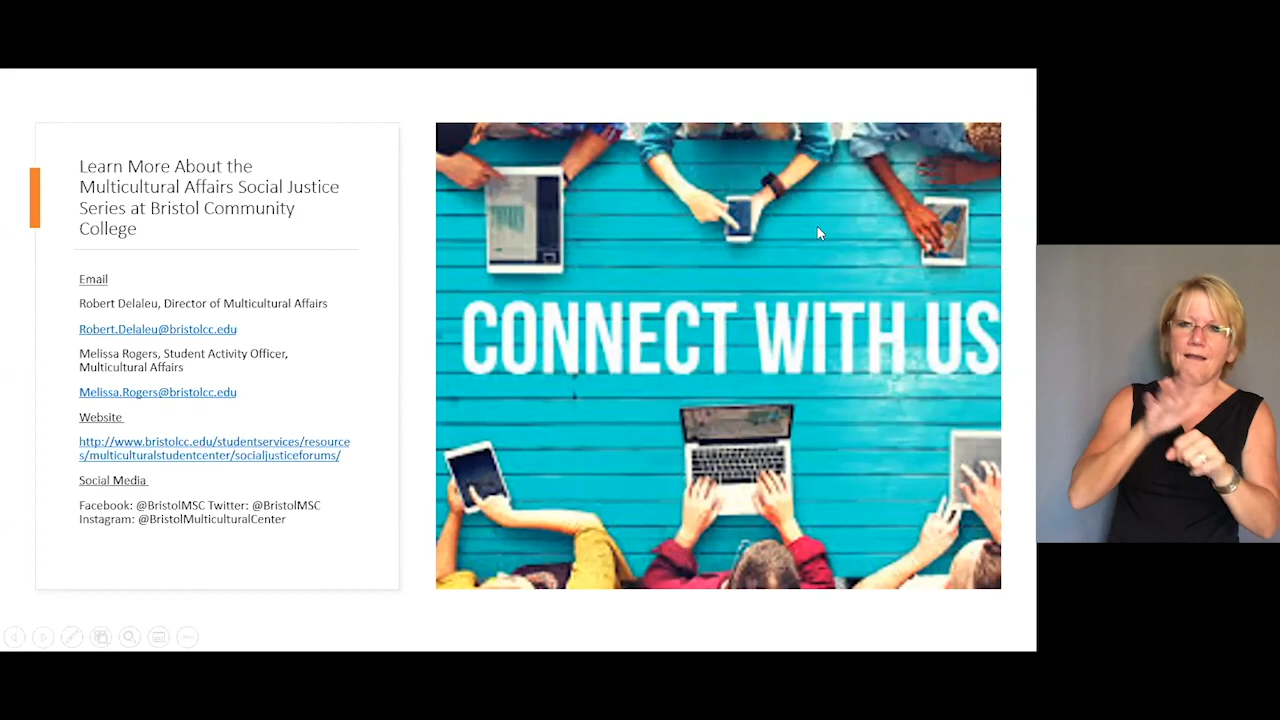 Learn More About the
Multicultural Affairs Social Justice
Series at Bristol Community
College
Email
Robert Delaleu, Director of Multicultural Affairs
Robert.Delaleu@bristolcc.edu
Melissa Rogers, Student Activity Officer,
Multicultural Affairs
Melissa.Rogers@bristolcc.edu
Website
http://www.bristolcc.edu/studentservices/resource
s/multiculturalstudentcenter/socialjusticeforums/
Social Media
Facebook: @BristolMSC Twitter: @BristolMSC
Instagram: @BristolMulticulturalCenter
CONNECT WITH US